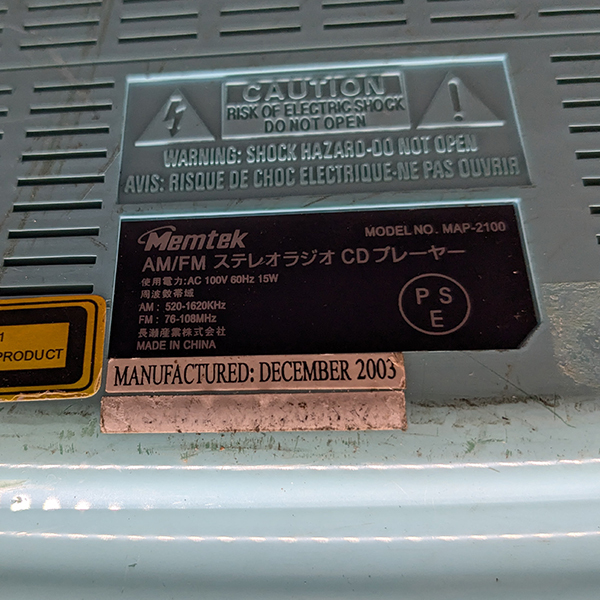 CAUTION
RISK OF ELECTRIC SHOCK
DO NOT OPEN
WARNING: SHOCK HAZARD-DO NOT OPEN
AVIS: RISQUE DE CHOC ELECTRIQUE-NE PAS OUVRIR
Memtek
MODEL NO. MAP-2100
AM/FM ステレオラジオ CD プレーヤー
使用電力:AC 100V 60Hz 15W
周波数帯域
AM : 520-1620KHz
FM : 76-108MHz
長瀬産業株式会社
MADE IN CHINA
P S
E
1
PRODUCT
MANUFACTURED: DECEMBER 2003